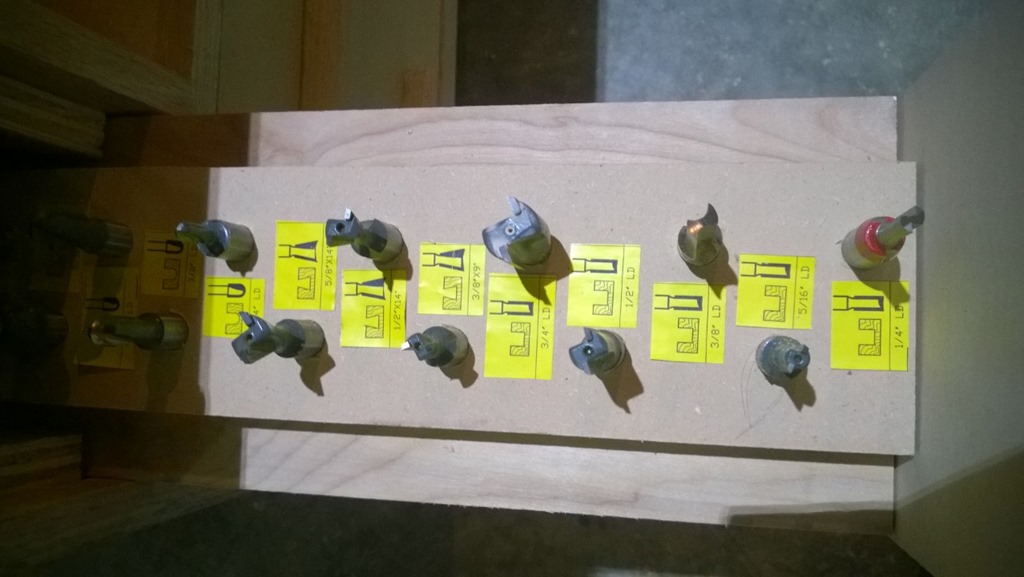 1/4" LD
5/16" LD
3/8" LD
1/2" LD
3/4" LD
3/8"X9°
1/2"X14°
5/8"X14°